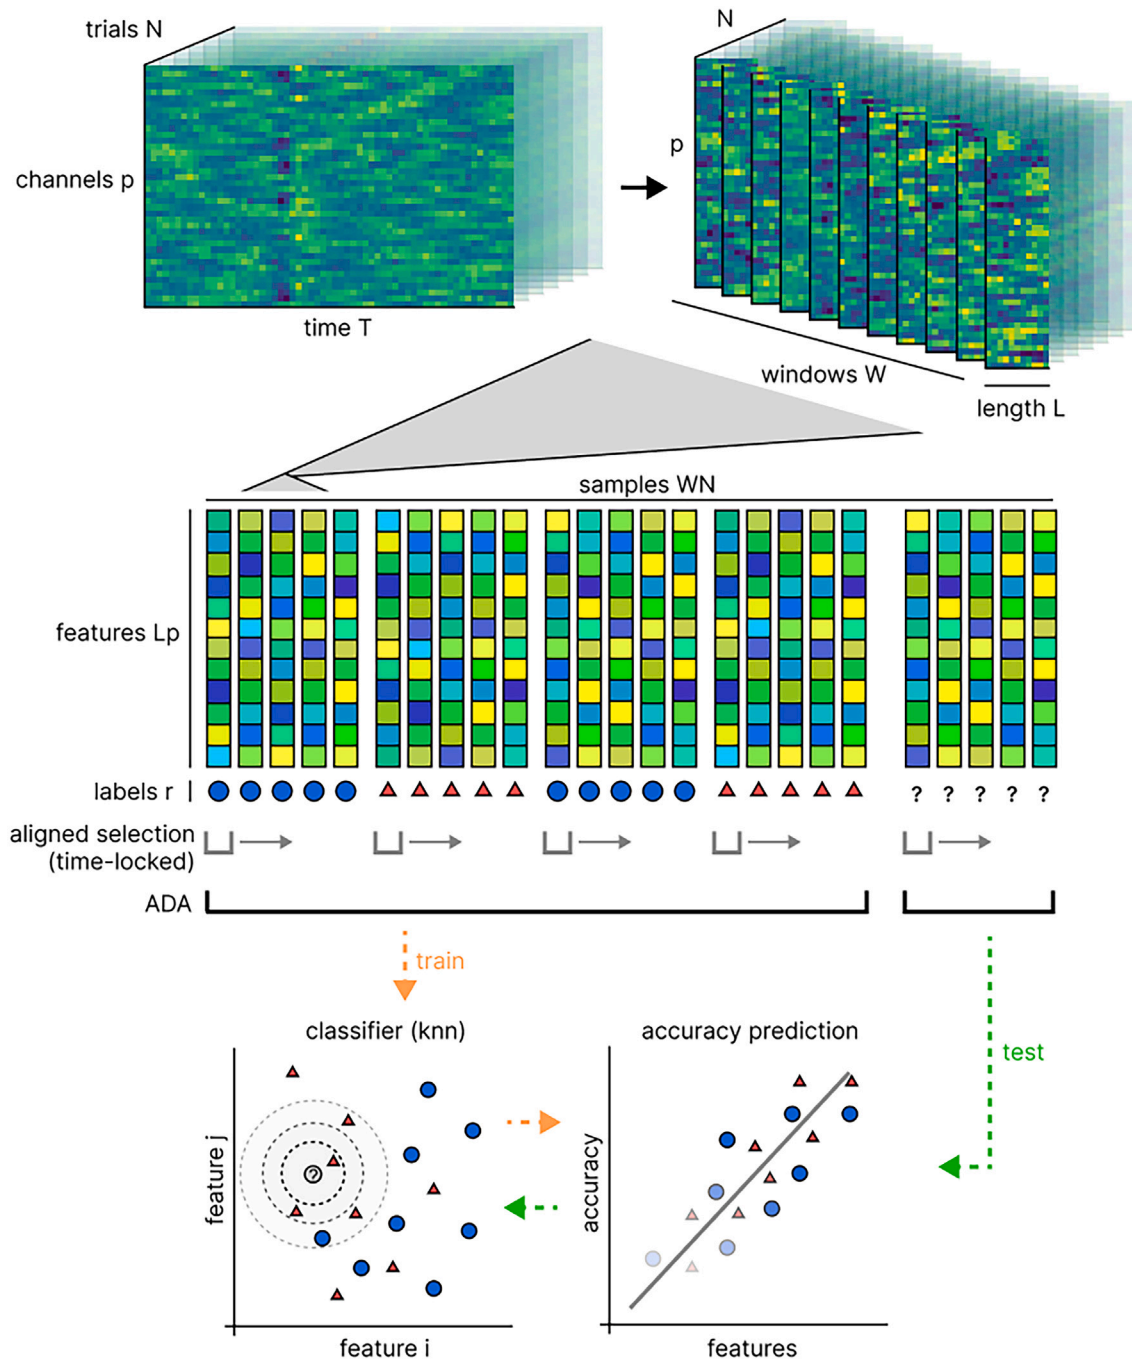 trials N
N
channels p
p
time T
windows W
length L
samples WN
features Lp
labels r
? ? ? ? ?
aligned selection
(time-locked)
ADA
train
test
classifier (knn)
accuracy prediction
feature j
?
accuracy
feature i
features